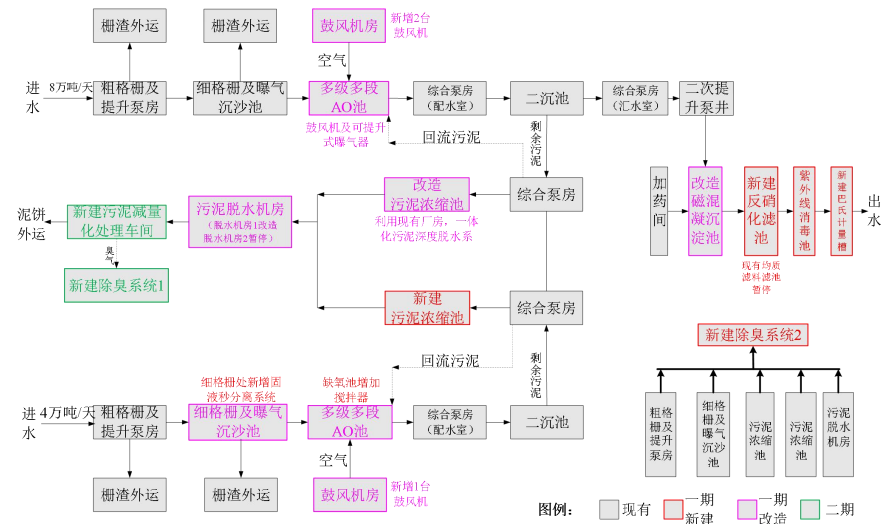 栅渣外运
栅渣外运
鼓风机房
新增2台
鼓风机
空气
进
水
8万吨/天
粗格栅及
提升泵房
细格栅及曝气
沉沙池
多级多段
AO池
综合泵房
(配水室)
二沉池
综合泵房
(汇水室)
二次提
升泵井
鼓风机及可提升
式曝气器
回流污泥
剩余污泥
泥饼
外运
新建污泥减量
化处理车间
污泥脱水机房
（脱水机房1改造
脱水机房2暂停）
改造
污泥浓缩池
利用现有厂房，一体
化污泥深度脱水系
综合泵房
臭气
新建除臭系统1
新建
污泥浓缩池
综合泵房
加药间
改造磁混凝沉淀池
新建反硝化滤池
紫外线消毒池
新建巴氏计量槽
出
水
现有均质
滤料滤池
暂停
细格栅处新增固
液秒分离系统
缺氧池增加
搅拌器
回流污泥
剩余污泥
进
水
4万吨/天
粗格栅及
提升泵房
细格栅及曝气
沉沙池
多级多段
AO池
综合泵房
(配水室)
二沉池
空气
栅渣外运
栅渣外运
鼓风机房
新增1台
鼓风机
新建除臭系统2
粗格栅及提升泵房
细格栅及曝气沉沙池
污泥浓缩池
污泥浓缩池
污泥脱水机房
图例：
现有
一期
新建
一期
改造
二期